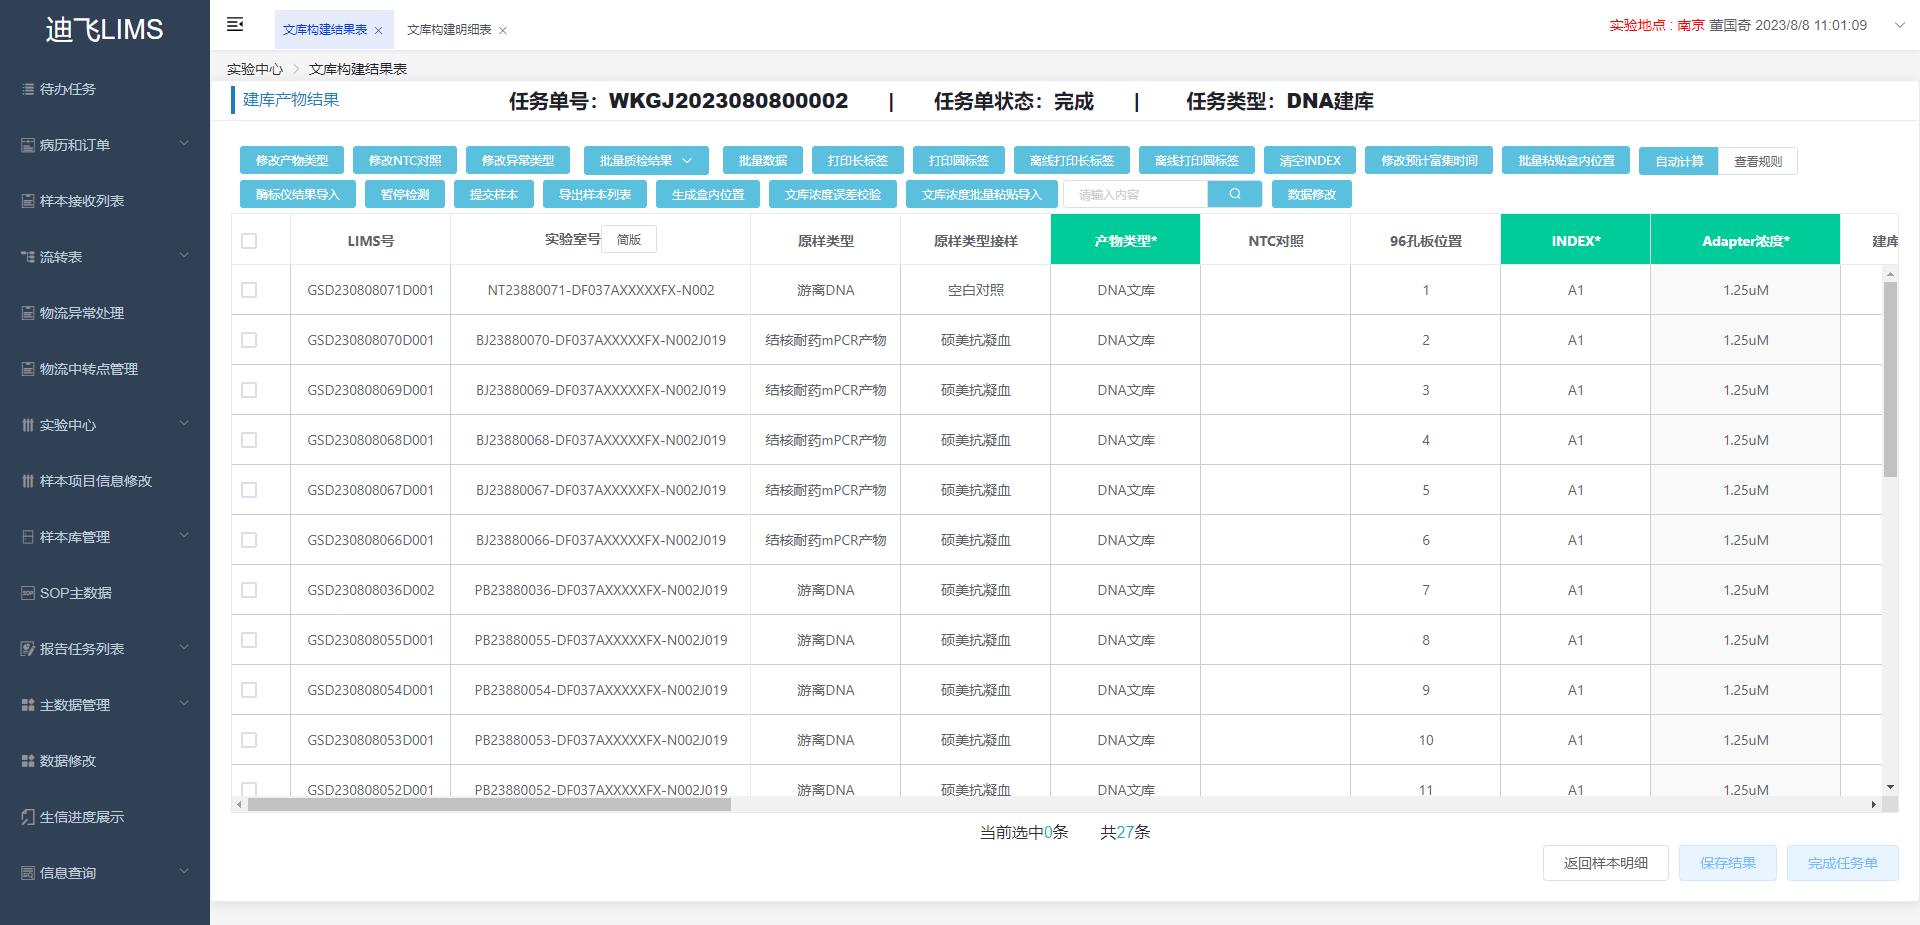 迪飞LIMS
待办任务
病历和订单
样本接收列表
流转表
物流异常处理
物流中转点管理
实验中心
样本项目信息修改
样本库管理
SOP主数据
报告任务列表
主数据管理
数据修改
生信进度展示
信息查询
文库构建结果表 × 文库构建明细表 ×
实验地点 : 南京 董国奇 2023/8/8 11:01:09
实验中心 > 文库构建结果表
建库产物结果 任务单号：WKGJ2023080800002 | 任务单状态：完成 | 任务类型：DNA建库
修改产物类型 修改NTC对照 修改异常类型 批量质检结果 批量数据 打印长标签 打印圆标签 离线打印长标签 离线打印圆标签 清空INDEX 修改预计富集时间 批量粘贴盒内位置 自动计算 查看规则
酶标仪结果导入 暂停检测 提交样本 导出样本列表 生成盒内位置 文库浓度误差校验 文库浓度批量粘贴导入 请输入内容 数据修改
LIMS号 实验室号 简版 原样类型 原样类型接样 产物类型* NTC对照 96孔板位置 INDEX* Adapter浓度* 建库
GSD230808071D001 NT23880071-DF037AXXXXXFX-N002 游离DNA 空白对照 DNA文库 1 A1 1.25uM
GSD230808070D001 BJ23880070-DF037AXXXXXFX-N002J019 结核耐药mPCR产物 硕美抗凝血 DNA文库 2 A1 1.25uM
GSD230808069D001 BJ23880069-DF037AXXXXXFX-N002J019 结核耐药mPCR产物 硕美抗凝血 DNA文库 3 A1 1.25uM
GSD230808068D001 BJ23880068-DF037AXXXXXFX-N002J019 结核耐药mPCR产物 硕美抗凝血 DNA文库 4 A1 1.25uM
GSD230808067D001 BJ23880067-DF037AXXXXXFX-N002J019 结核耐药mPCR产物 硕美抗凝血 DNA文库 5 A1 1.25uM
GSD230808066D001 BJ23880066-DF037AXXXXXFX-N002J019 结核耐药mPCR产物 硕美抗凝血 DNA文库 6 A1 1.25uM
GSD230808036D002 PB23880036-DF037AXXXXXFX-N002J019 游离DNA 硕美抗凝血 DNA文库 7 A1 1.25uM
GSD230808055D001 PB23880055-DF037AXXXXXFX-N002J019 游离DNA 硕美抗凝血 DNA文库 8 A1 1.25uM
GSD230808054D001 PB23880054-DF037AXXXXXFX-N002J019 游离DNA 硕美抗凝血 DNA文库 9 A1 1.25uM
GSD230808053D001 PB23880053-DF037AXXXXXFX-N002J019 游离DNA 硕美抗凝血 DNA文库 10 A1 1.25uM
GSD230808052D001 PB23880052-DF037AXXXXXFX-N002J019 游离DNA 硕美抗凝血 DNA文库 11 A1 1.25uM
当前选中0条 共27条
返回样本明细 保存结果 完成任务单